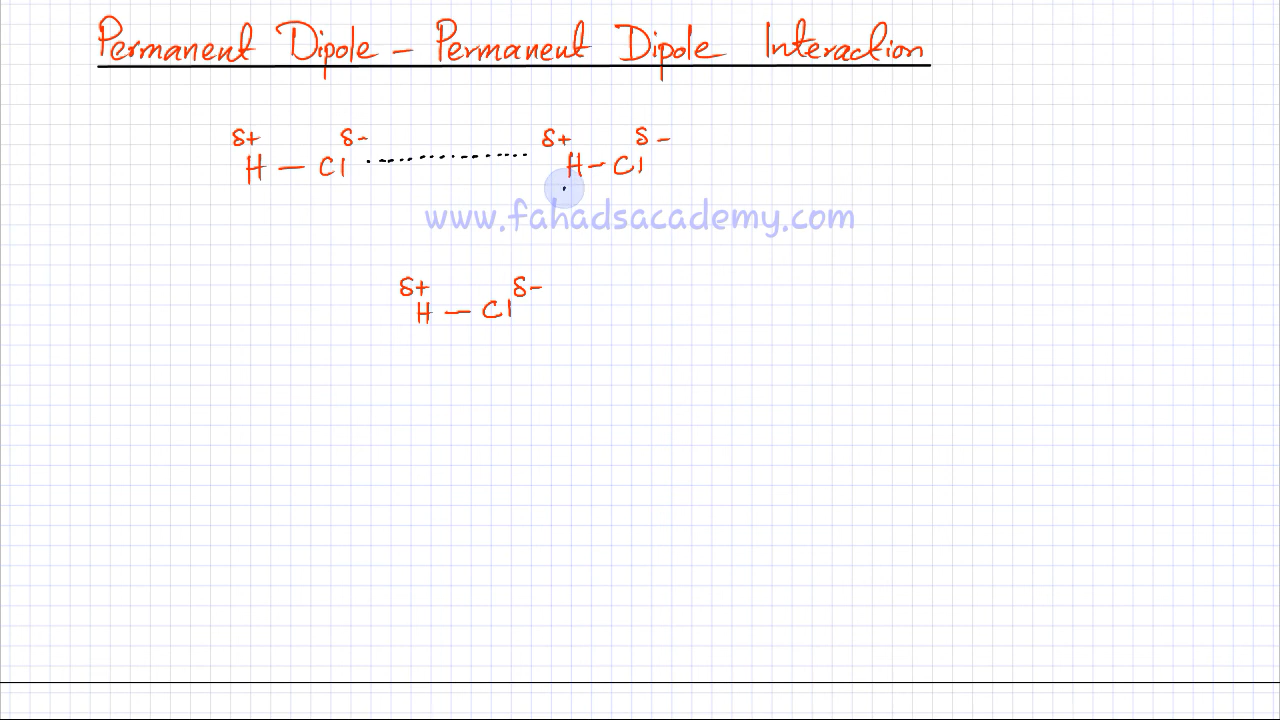 Permanent Dipole - Permanent Dipole Interaction
δ+ δ- δ+ δ-
H - Cl ............... H - Cl
www.fahadsacademy.com
δ+ δ-
H - Cl